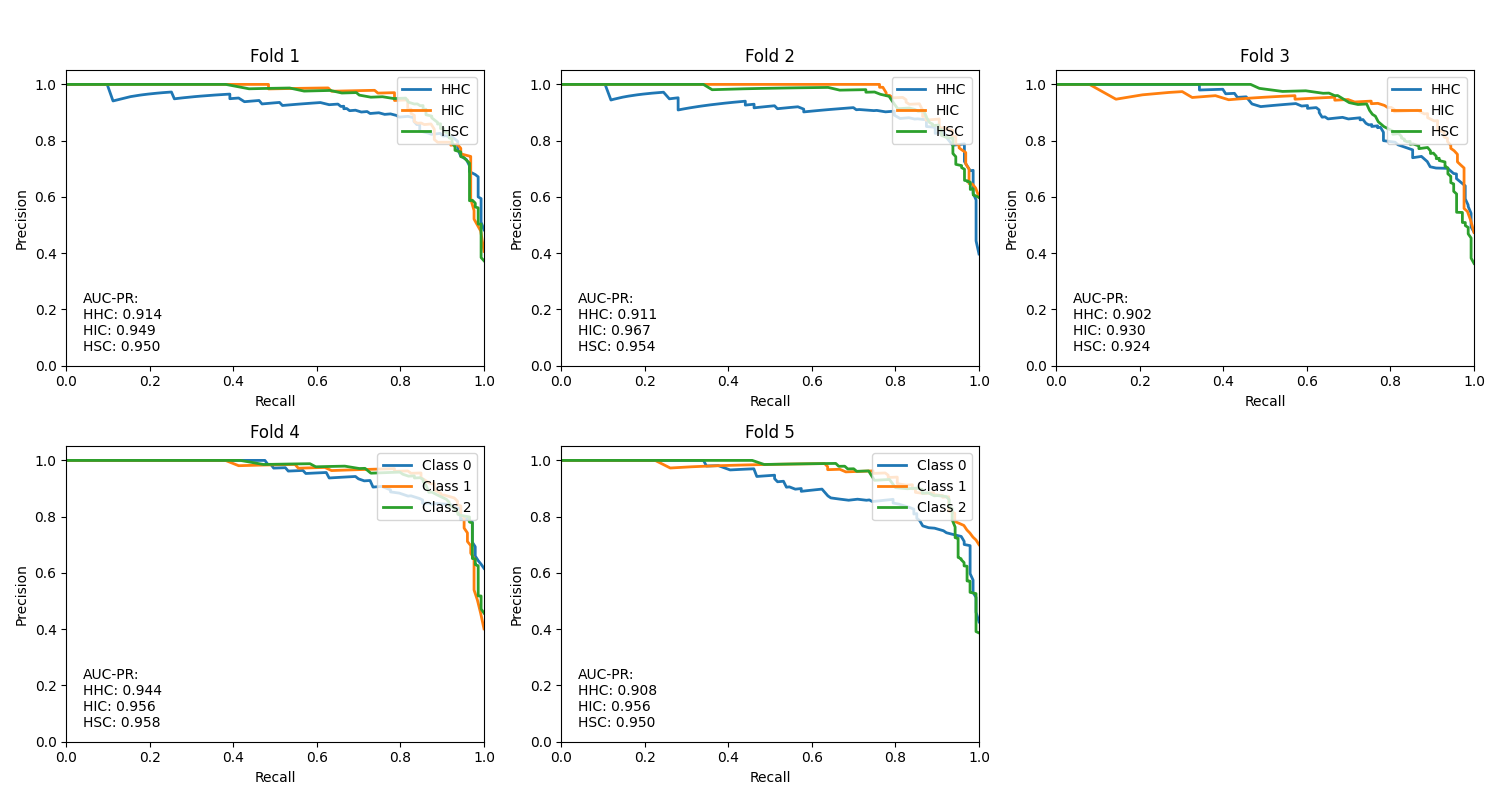 Fold 1
1.0
0.8
0.6
0.4
0.2
0.0
Precision
HHC
HIC
HSC
AUC-PR:
HHC: 0.914
HIC: 0.949
HSC: 0.950
0.0 0.2 0.4 0.6 0.8 1.0
Recall
Fold 2
1.0
0.8
0.6
0.4
0.2
0.0
Precision
HHC
HIC
HSC
AUC-PR:
HHC: 0.911
HIC: 0.967
HSC: 0.954
0.0 0.2 0.4 0.6 0.8 1.0
Recall
Fold 3
1.0
0.8
0.6
0.4
0.2
0.0
Precision
HHC
HIC
HSC
AUC-PR:
HHC: 0.902
HIC: 0.930
HSC: 0.924
0.0 0.2 0.4 0.6 0.8 1.0
Recall
Fold 4
1.0
0.8
0.6
0.4
0.2
0.0
Precision
Class 0
Class 1
Class 2
AUC-PR:
HHC: 0.944
HIC: 0.956
HSC: 0.958
0.0 0.2 0.4 0.6 0.8 1.0
Recall
Fold 5
1.0
0.8
0.6
0.4
0.2
0.0
Precision
Class 0
Class 1
Class 2
AUC-PR:
HHC: 0.908
HIC: 0.956
HSC: 0.950
0.0 0.2 0.4 0.6 0.8 1.0
Recall